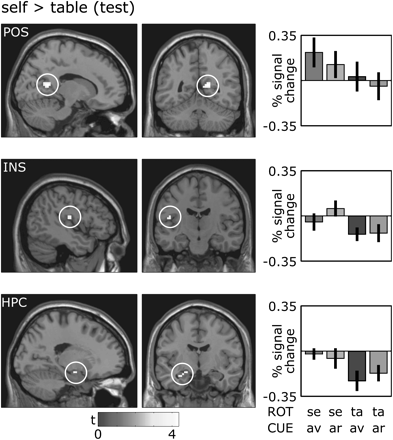 self > table (test)
POS
0.35
% signal
change
-0.35
INS
0.35
% signal
change
-0.35
HPC
0.35
% signal
change
-0.35
t
0 4
ROT se se ta ta
CUE av ar av ar